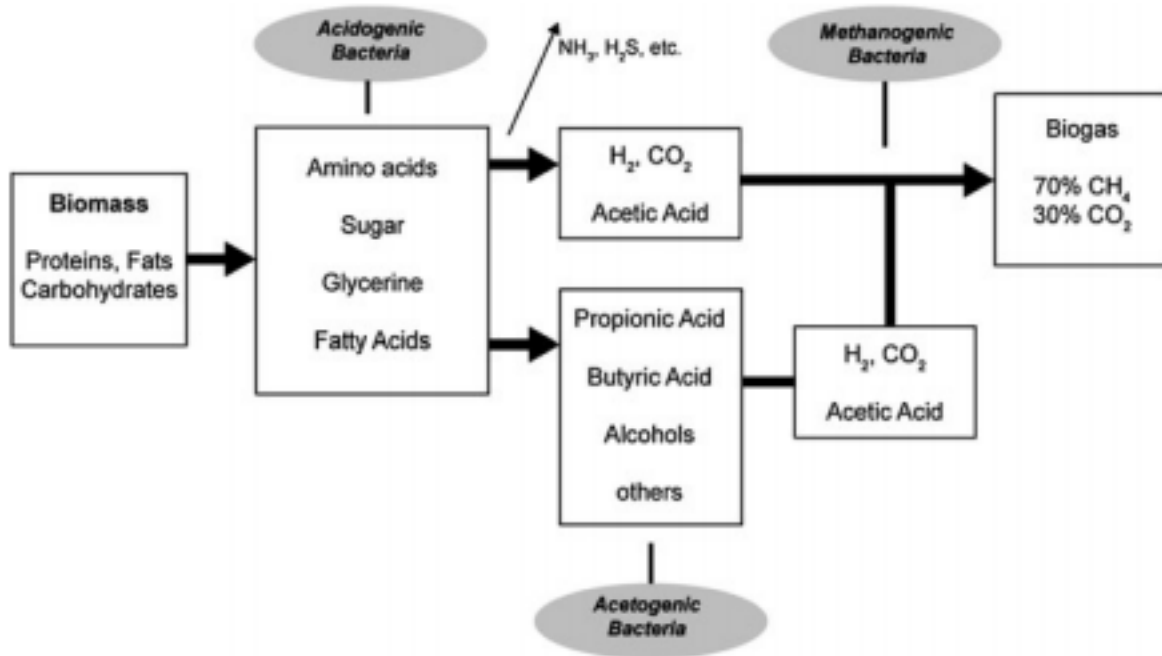 Acidogenic
Bacteria
NH₃, H₂S, etc.
Methanogenic
Bacteria
Biomass
Proteins, Fats
Carbohydrates
Amino acids
Sugar
Glycerine
Fatty Acids
H₂, CO₂
Acetic Acid
Biogas
70% CH₄
30% CO₂
Propionic Acid
Butyric Acid
Alcohols
others
H₂, CO₂
Acetic Acid
Acetogenic
Bacteria